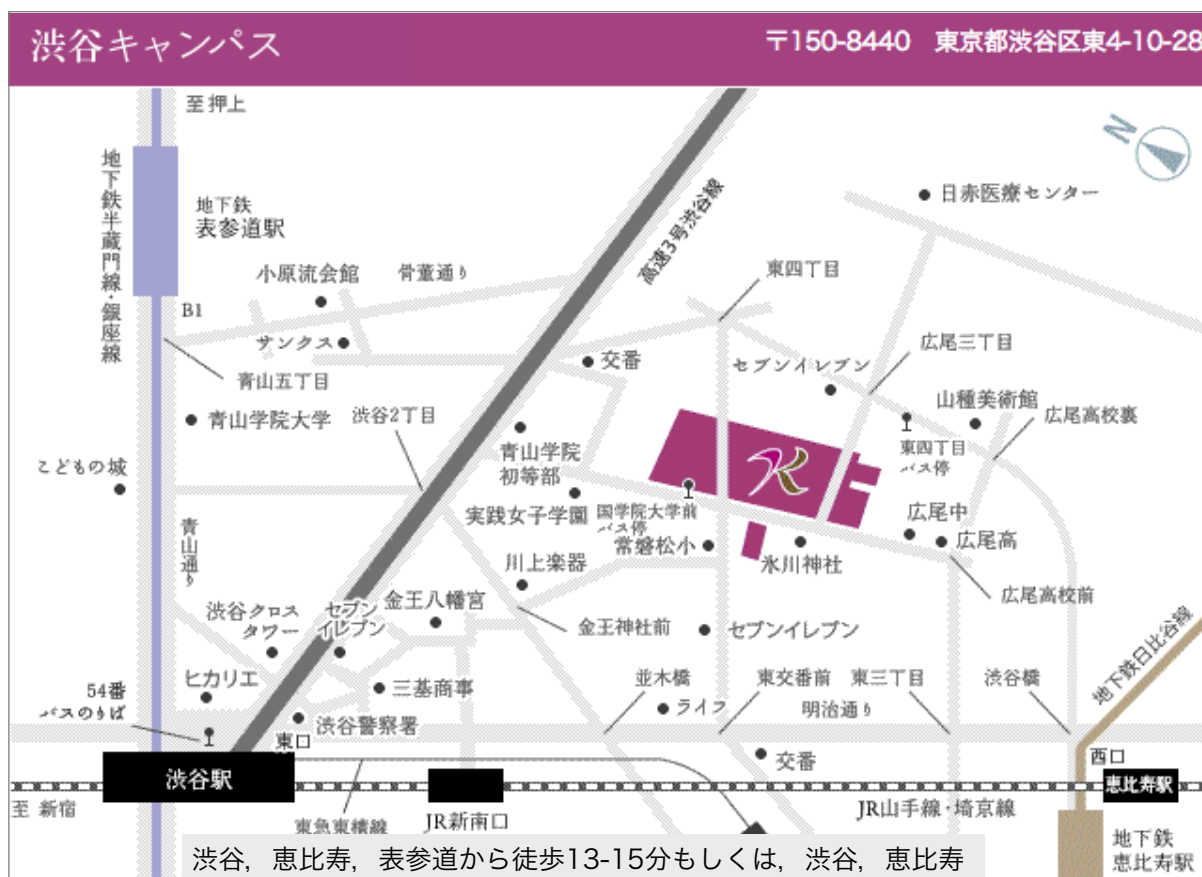 渋谷キャンパス
〒150-8440 東京都渋谷区東4-10-28
至 押上
N
地下鉄半蔵門線・銀座線
地下鉄
表参道駅
高速3号渋谷線
日赤医療センター
小原流会館
骨董通り
東四丁目
B1
サンクス
交番
セブンイレブン
広尾三丁目
青山五丁目
山種美術館
青山学院大学
渋谷2丁目
広尾高校裏
青山学院
初等部
K
東四丁目
バス停
こどもの城
実践女子学園
国学院大学前
バス停
広尾中
青山通り
常磐松小
氷川神社
広尾高
川上楽器
広尾高校前
渋谷クロス
タワー
セブン
イレブン
金王八幡宮
金王神社前
セブンイレブン
地下鉄日比谷線
ヒカリエ
三基商事
並木橋
東交番前
東三丁目
渋谷橋
54番
バスのりば
ライフ
明治通り
渋谷警察署
東口
交番
西口
渋谷駅
恵比寿駅
至 新宿
東急東横線
JR新南口
JR山手線・埼京線
地下鉄
恵比寿駅
渋谷，恵比寿，表参道から徒歩13-15分もしくは，渋谷，恵比寿